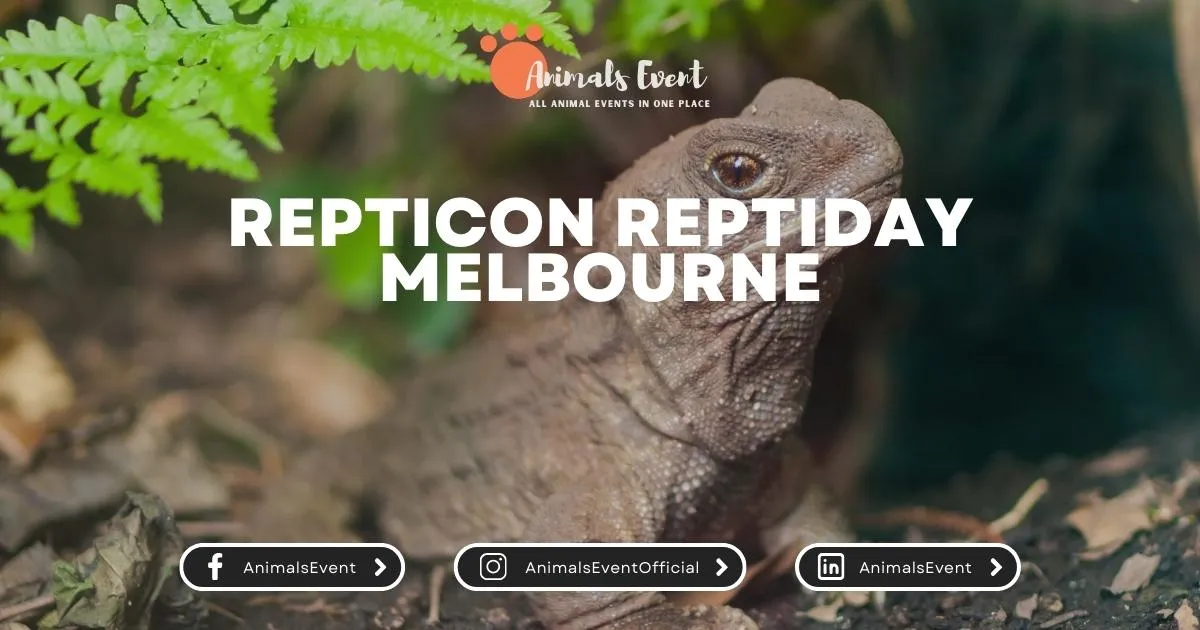 Animals Event
ALL ANIMAL EVENTS IN ONE PLACE
REPTICON REPTIDAY
MELBOURNE
AnimalsEvent
AnimalsEventOfficial
AnimalsEvent